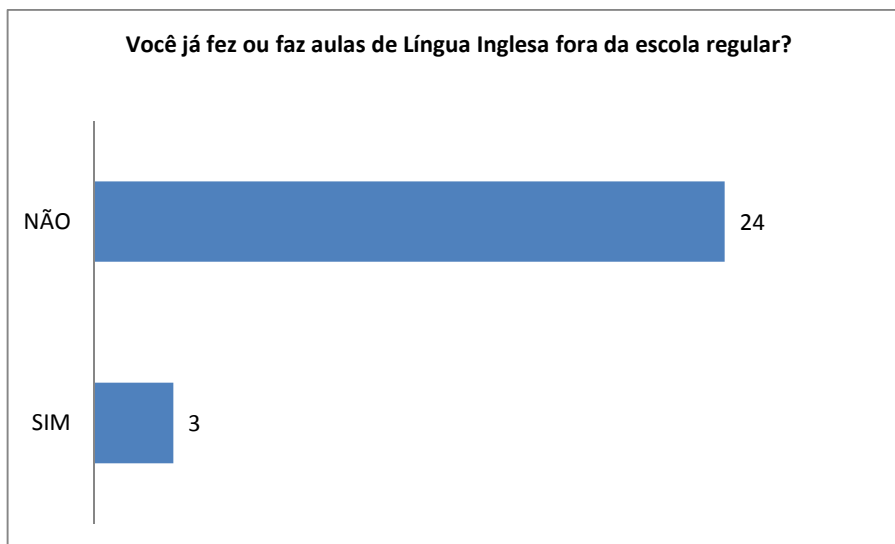 Você já fez ou faz aulas de Língua Inglesa fora da escola regular?
NÃO
24
SIM
3